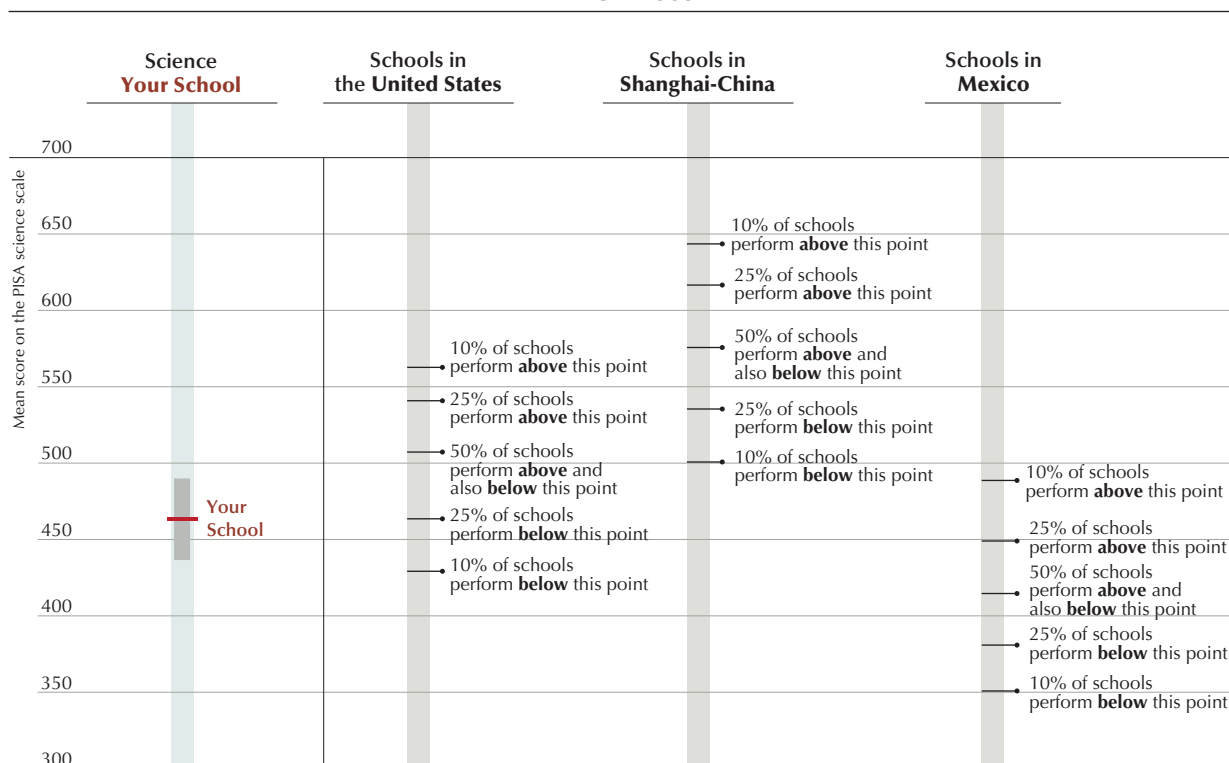 Science
Your School
Schools in
the United States
Schools in
Shanghai-China
Schools in
Mexico
Mean score on the PISA science scale
700
650
600
550
500
450
400
350
300
Your
School
10% of schools
perform above this point
25% of schools
perform above this point
50% of schools
perform above and
also below this point
25% of schools
perform below this point
10% of schools
perform below this point
10% of schools
perform above this point
25% of schools
perform above this point
50% of schools
perform above and
also below this point
25% of schools
perform below this point
10% of schools
perform below this point
10% of schools
perform above this point
25% of schools
perform above this point
50% of schools
perform above and
also below this point
25% of schools
perform below this point
10% of schools
perform below this point